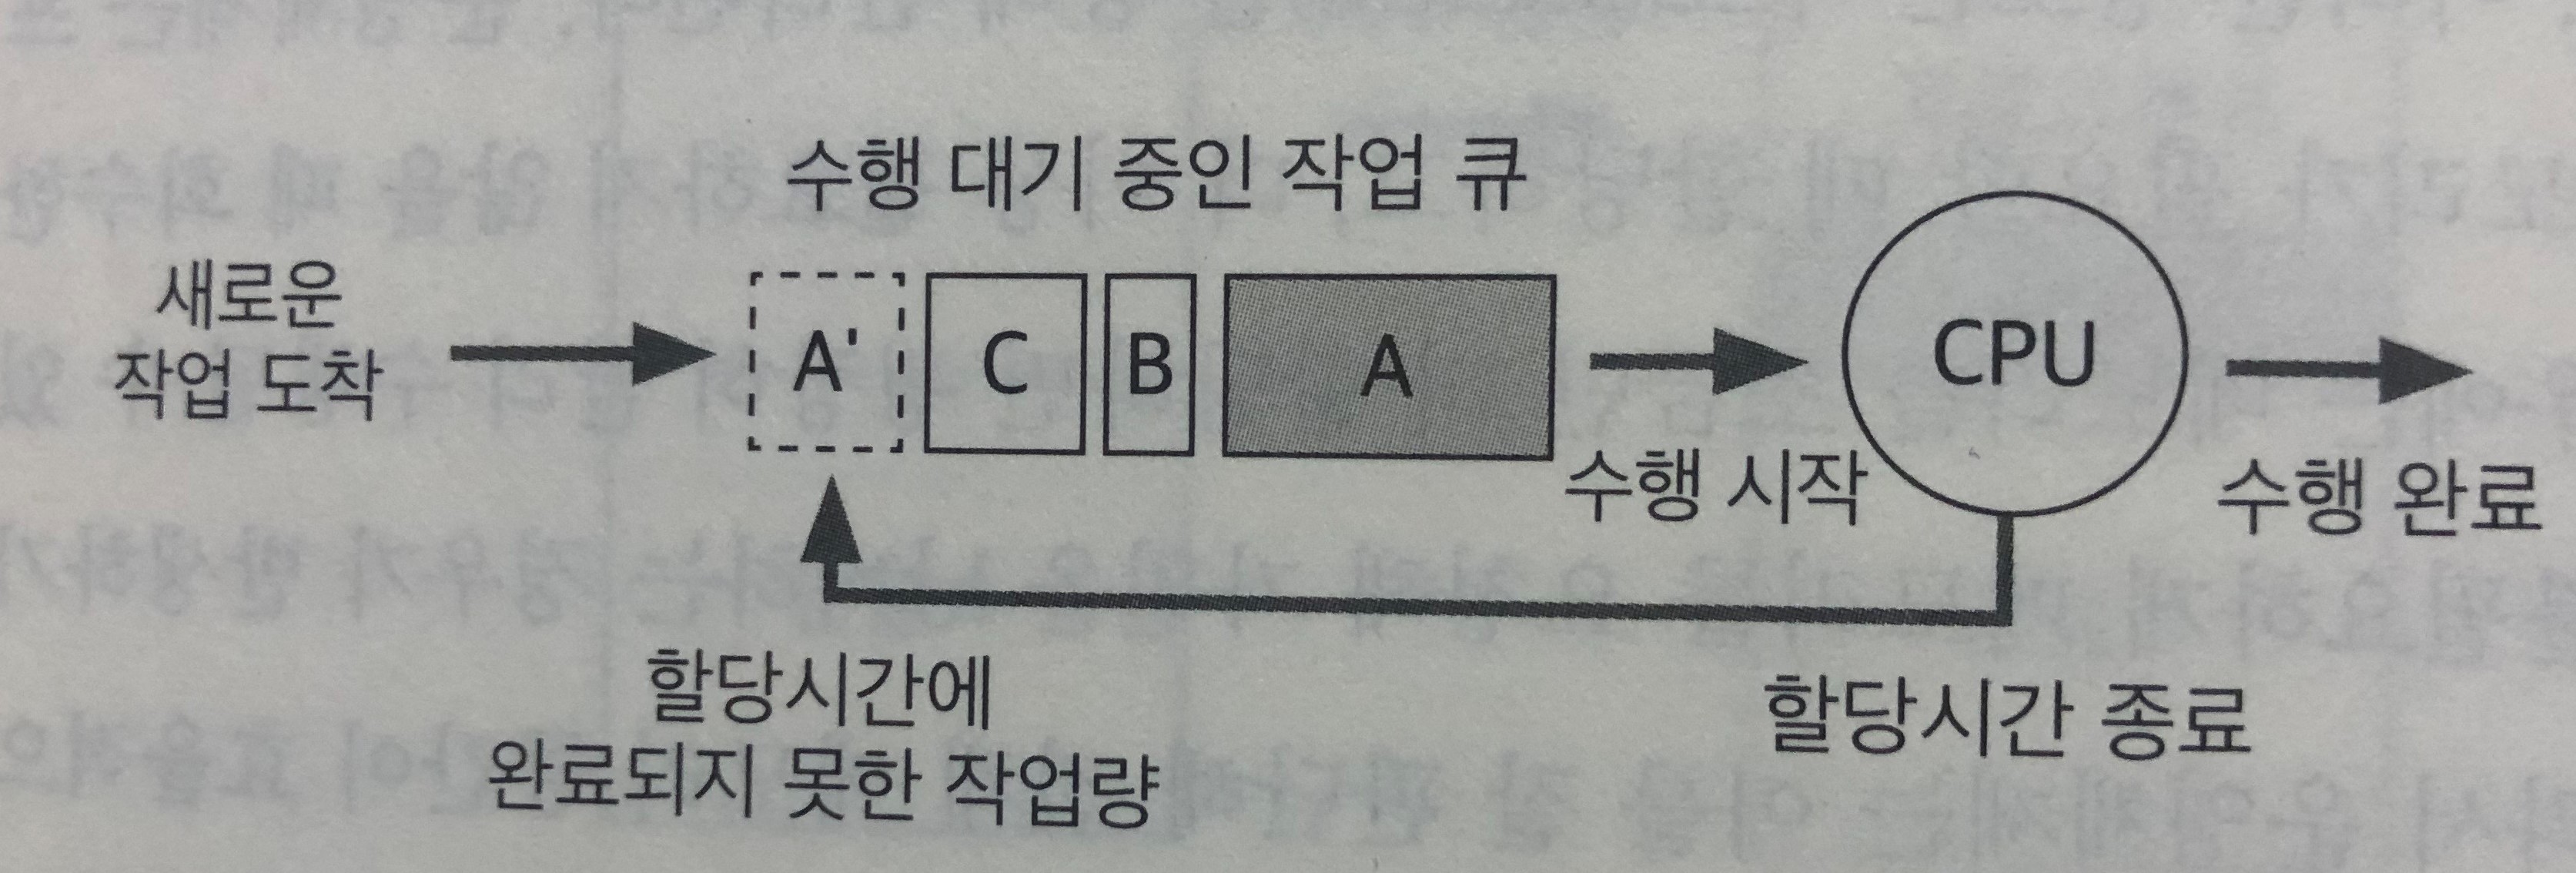 수행 대기 중인 작업 큐
새로운
작업 도착
A'
C
B
A
CPU
수행 시작
수행 완료
할당시간에
완료되지 못한 작업량
할당시간 종료